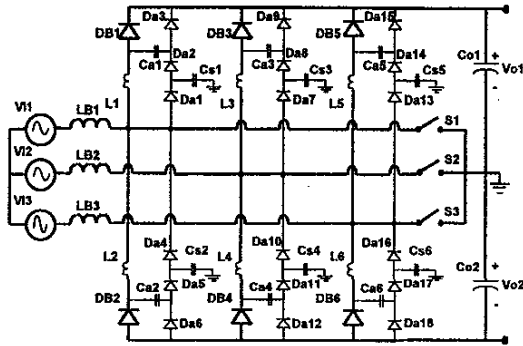 DB1 Da3 DB3 Da9 DB5 Da15
Da2 Da8 Da14
Ca1 Cs1 Ca3 Cs3 Ca5 Cs5
Co1 + Vo1 -
L1 Da1 L3 Da7 L5 Da13
VI1 LB1 S1
VI2 LB2 S2
VI3 LB3 S3
Da4 Da10 Da16
L2 Cs2 L4 Cs4 L6 Cs6
Co2 + Vo2 -
Ca2 Da5 Ca4 Da11 Ca6 Da17
DB2 Da6 DB4 Da12 DB6 Da18